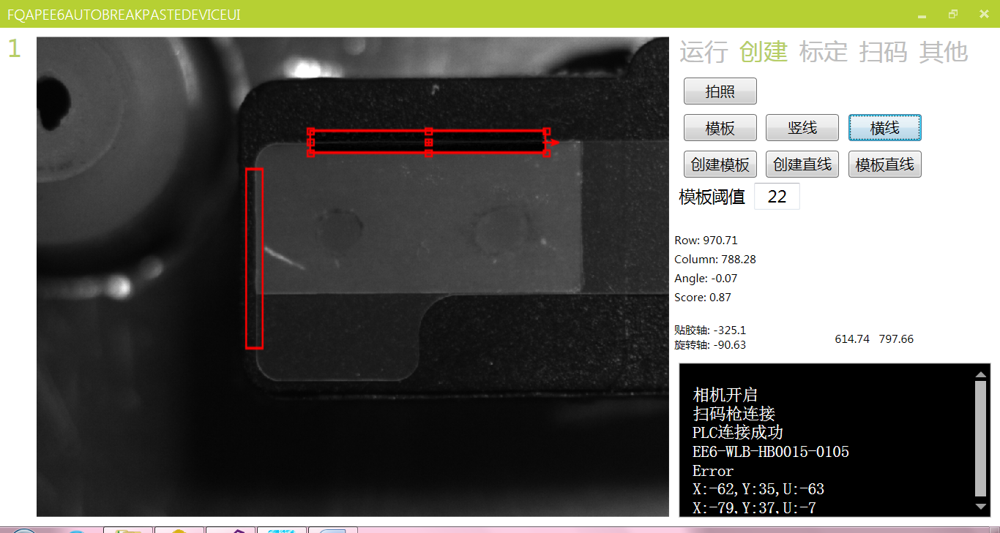 FQAPEE6AUTOBREAKPASTEDEVICEUI
1
运行 创建 标定 扫码 其他
拍照
模板 竖线 横线
创建模板 创建直线 模板直线
模板阈值 22
Row: 970.71
Column: 788.28
Angle: -0.07
Score: 0.87
贴胶轴: -325.1
旋转轴: -90.63
614.74 797.66
相机开启
扫码枪连接
PLC连接成功
EE6-WLB-HB0015-0105
Error
X:-62,Y:35,U:-63
X:-79,Y:37,U:-7